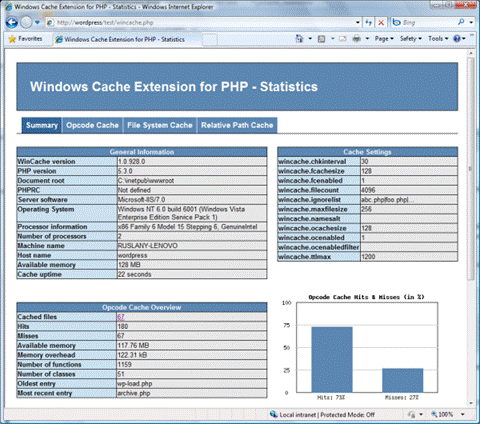 Windows Cache Extension for PHP - Statistics - Windows Internet Explorer
http://wordpress/test/wincache.php
Bing
Favorites
Windows Cache Extension for PHP - Statistics
Page
Safety
Tools
Windows Cache Extension for PHP - Statistics
Summary
Opcode Cache
File System Cache
Relative Path Cache
General Information
WinCache version 1.0.928.0
PHP version 5.3.0
Document root C:\inetpub\wwwroot
PHPRC Not defined
Server software Microsoft-IIS/7.0
Operating System Windows NT 6.0 build 6001 (Windows Vista
Enterprise Edition Service Pack 1)
Processor information x86 Family 6 Model 15 Stepping 6, GenuineIntel
Number of processors 2
Machine name RUSLANY-LENOVO
Host name wordpress
Available memory 128 MB
Cache uptime 22 seconds
Cache Settings
wincache.chkinterval 30
wincache.fcachesize 128
wincache.fcenabled 1
wincache.filecount 4096
wincache.ignorelist abc.php|foo.php|...
wincache.maxfilesize 256
wincache.namesalt
wincache.ocachesize 128
wincache.ocenabled 1
wincache.ocenabledfilter
wincache.ttlmax 1200
Opcode Cache Overview
Cached files 67
Hits 180
Misses 67
Available memory 117.76 MB
Memory overhead 122.31 kB
Number of functions 1159
Number of classes 51
Oldest entry wp-load.php
Most recent entry archive.php
Opcode Cache Hits & Misses (in %)
100
75
50
25
0
Hits: 73%
Misses: 27%
Local intranet | Protected Mode: Off
100%